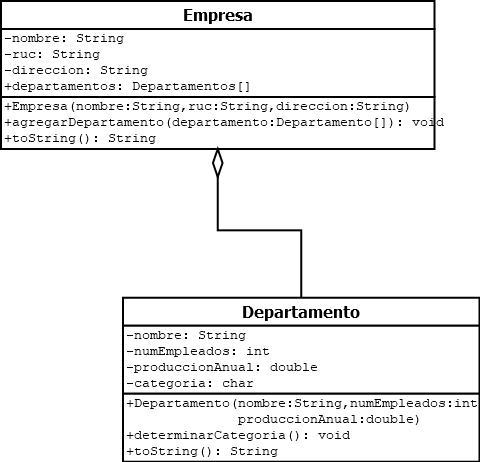 Empresa
-nombre: String
-ruc: String
-direccion: String
+departamentos: Departamentos[]
+Empresa(nombre:String,ruc:String,direccion:String)
+agregarDepartamento(departamento:Departamento[]): void
+toString(): String
Departamento
-nombre: String
-numEmpleados: int
-produccionAnual: double
-categoria: char
+Departamento(nombre:String,numEmpleados:int
produccionAnual:double)
+determinarCategoria(): void
+toString(): String